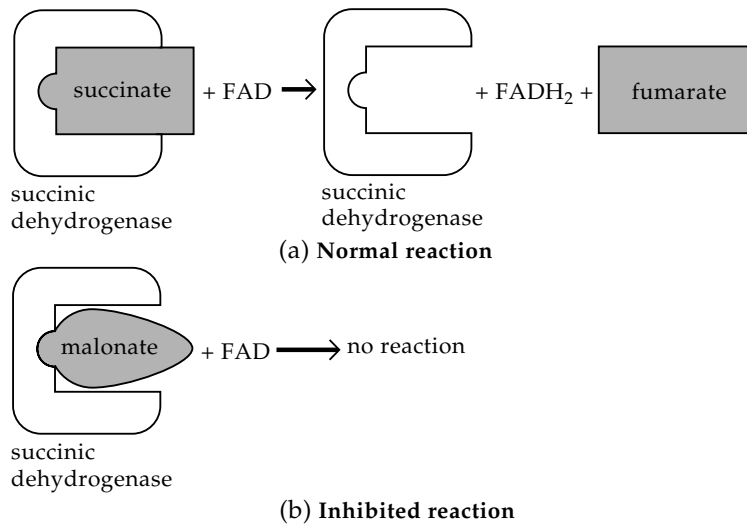 succinate + FAD + FADH₂ + fumarate
succinic
dehydrogenase
succinic
dehydrogenase
(a) Normal reaction
malonate + FAD no reaction
succinic
dehydrogenase
(b) Inhibited reaction